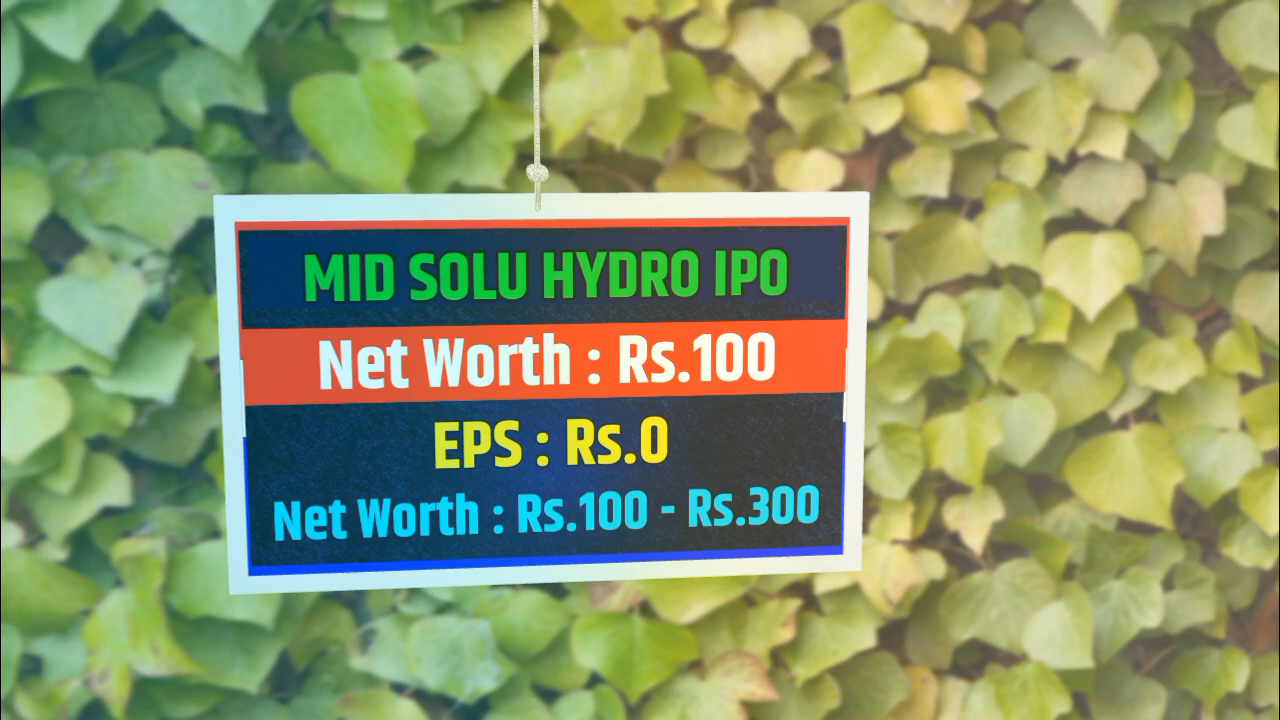 MID SOLU HYDRO IPO
Net Worth : Rs.100
EPS : Rs.0
Net Worth : Rs.100 - Rs.300